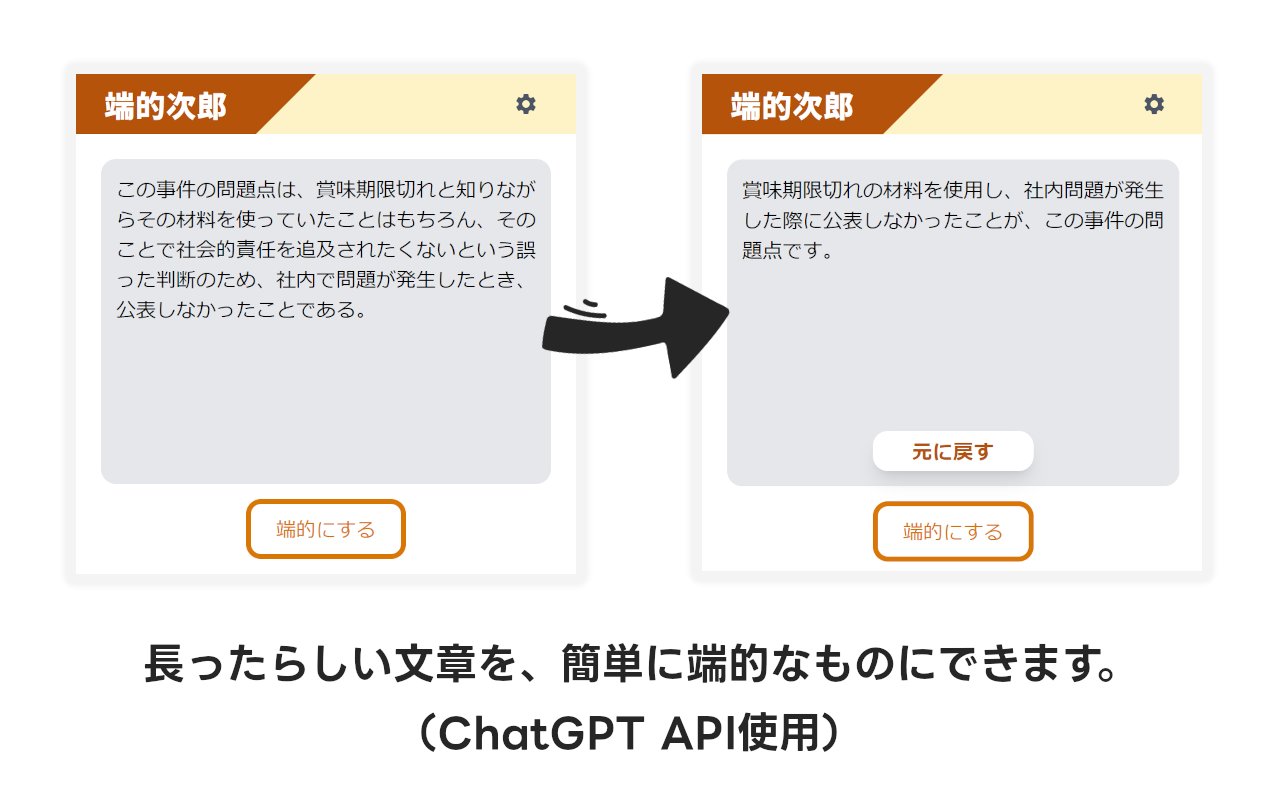 端的次郎
この事件の問題点は、賞味期限切れと知りなが
らその材料を使っていたことはもちろん、その
ことで社会的責任を追及されたくないという誤
った判断のため、社内で問題が発生したとき、
公表しなかったことである。
端的にする
端的次郎
賞味期限切れの材料を使用し、社内問題が発生
した際に公表しなかったことが、この事件の問
題点です。
元に戻す
端的にする
長ったらしい文章を、簡単に端的なものにできます。
（ChatGPT API使用）